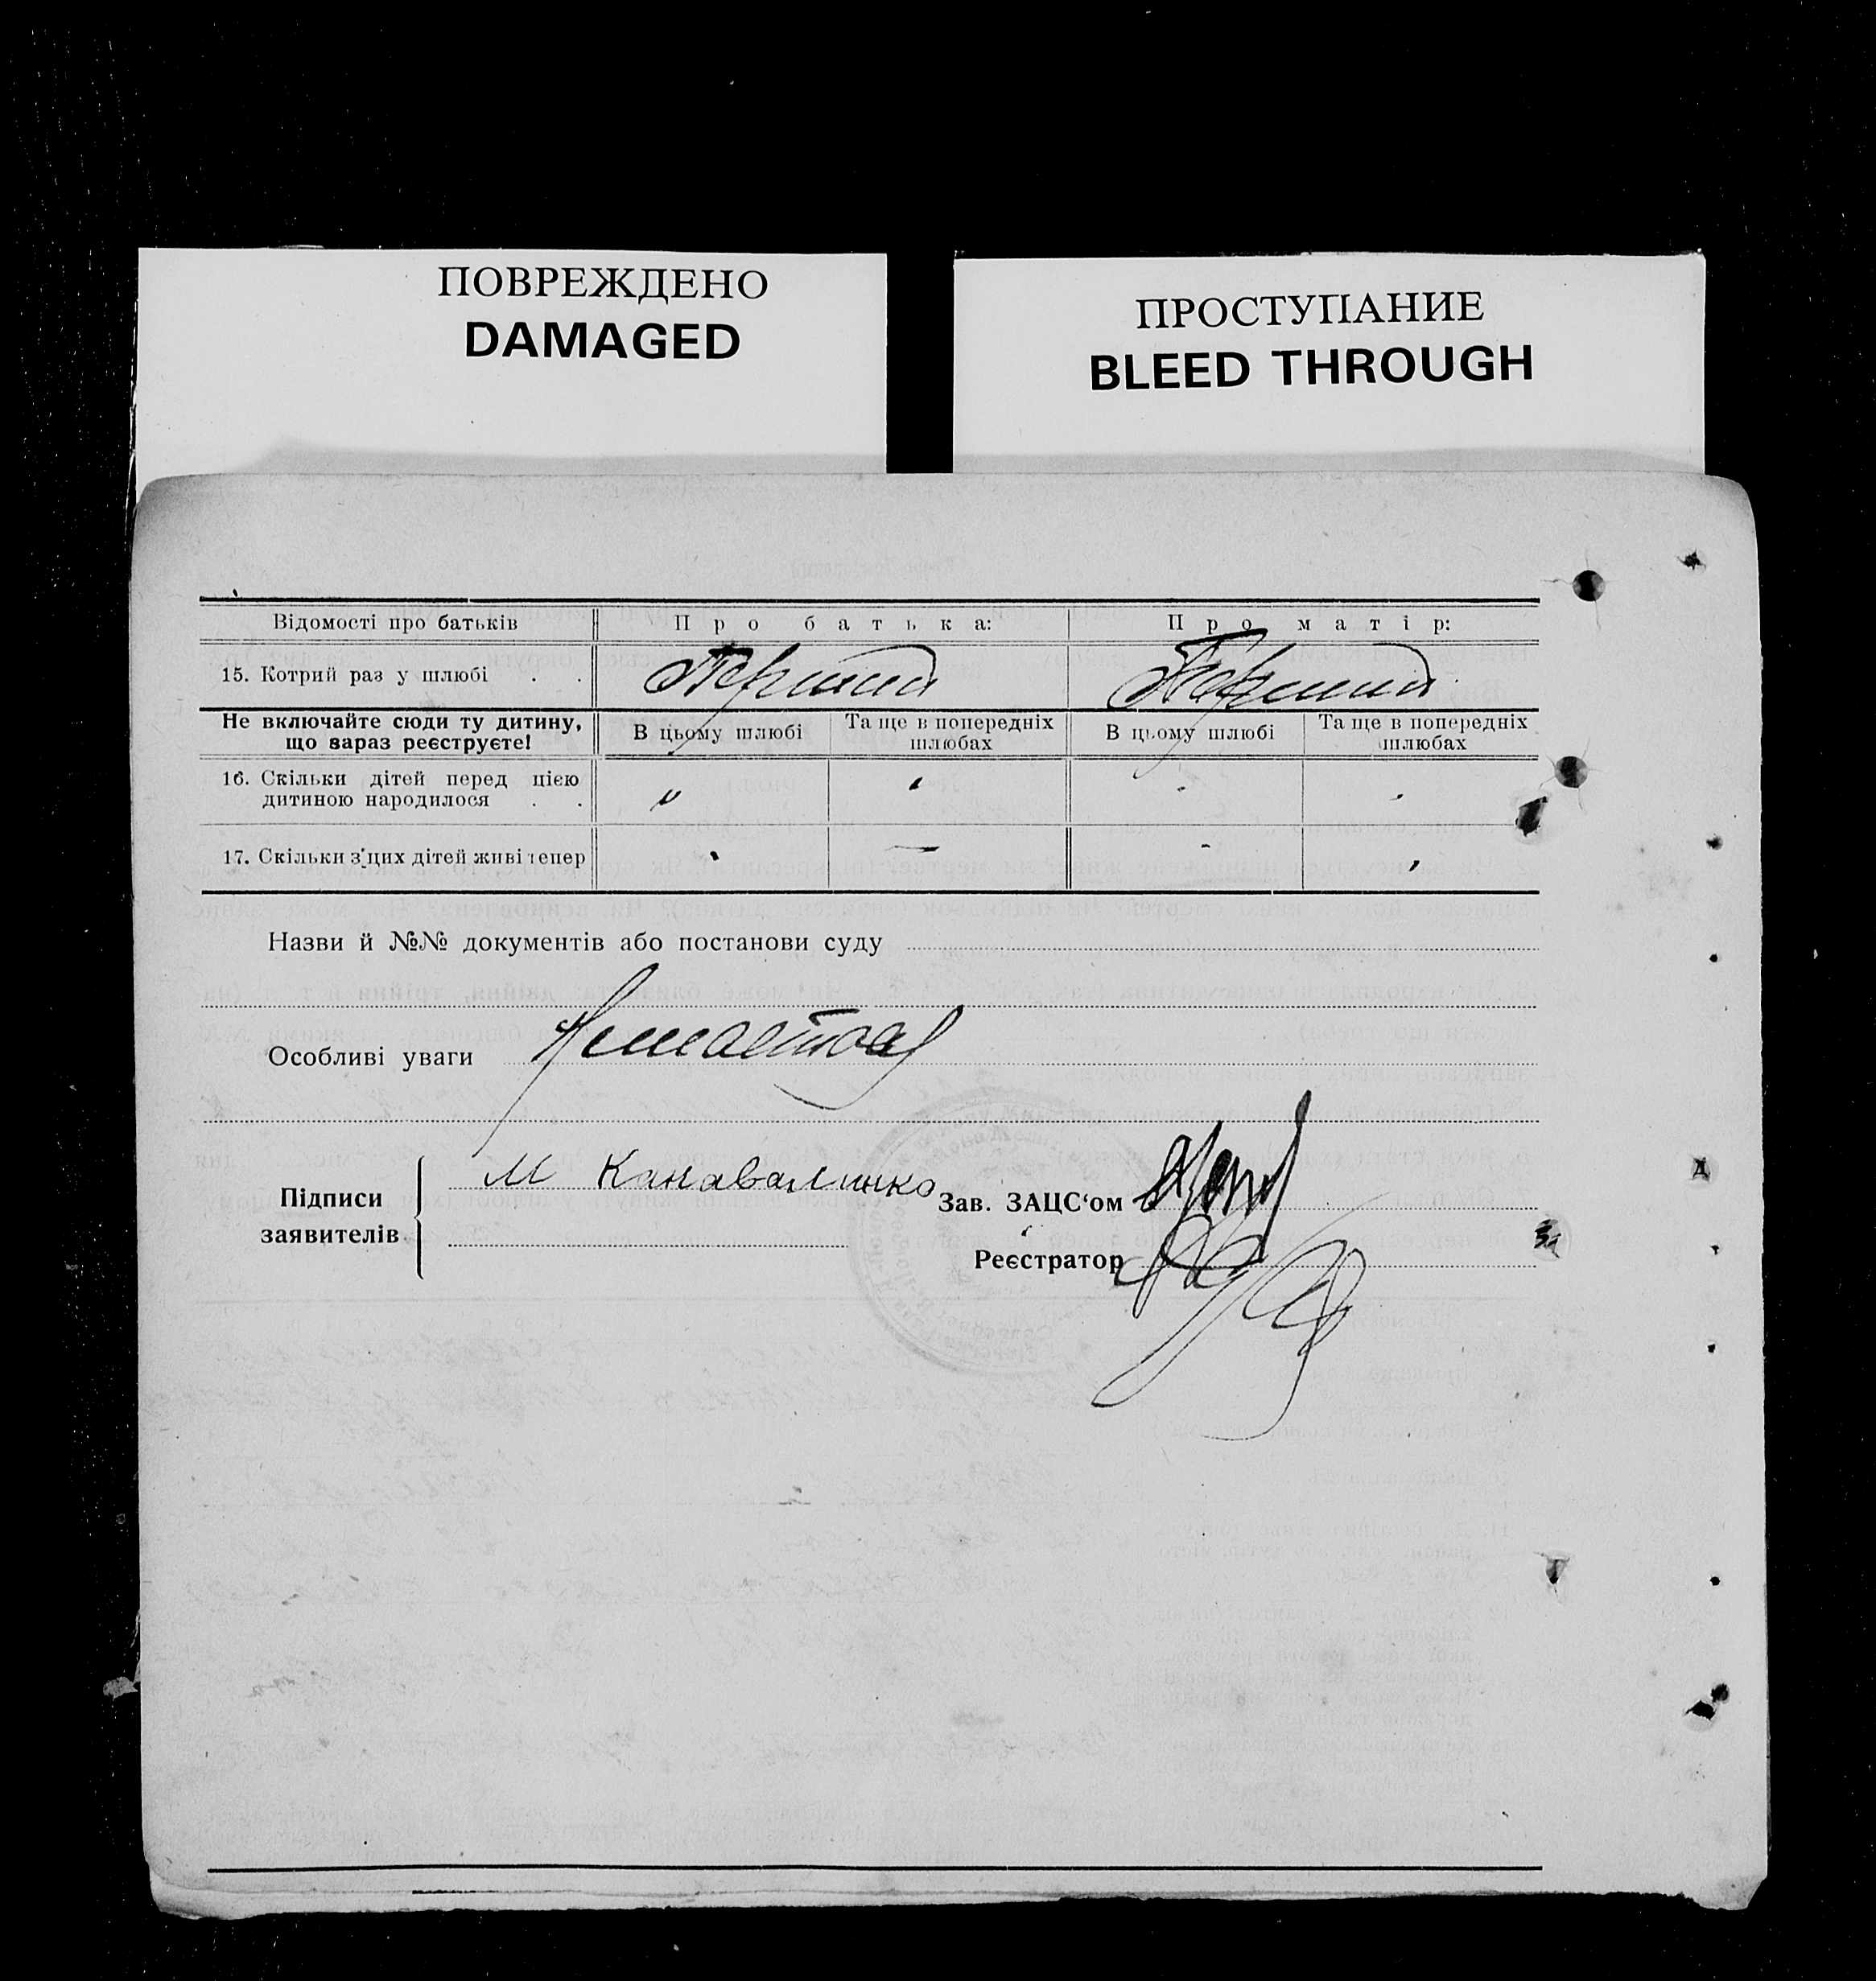 ПОВРЕЖДЕНО
DAMAGED
ПРОСТУПАНИЕ
BLEED THROUGH
Відомості про батьків
Про батька:
Про матір:
15. Котрий раз у шлюбі . .
Перший
Перший
Не включайте сюди ту дитину,
що зараз реєструєте!
В цьому шлюбі
Та ще в попередніх
шлюбах
В цьому шлюбі
Та ще в попередніх
шлюбах
16. Скільки дітей перед цією
дитиною народилося . .
17. Скільки з'цих дітей живі тепер
—
Назви й №№ документів або постанови суду
Особливі уваги
Підписи
заявителів
М Канавалинко
Зав. ЗАЦС‘ом
Реєстратор